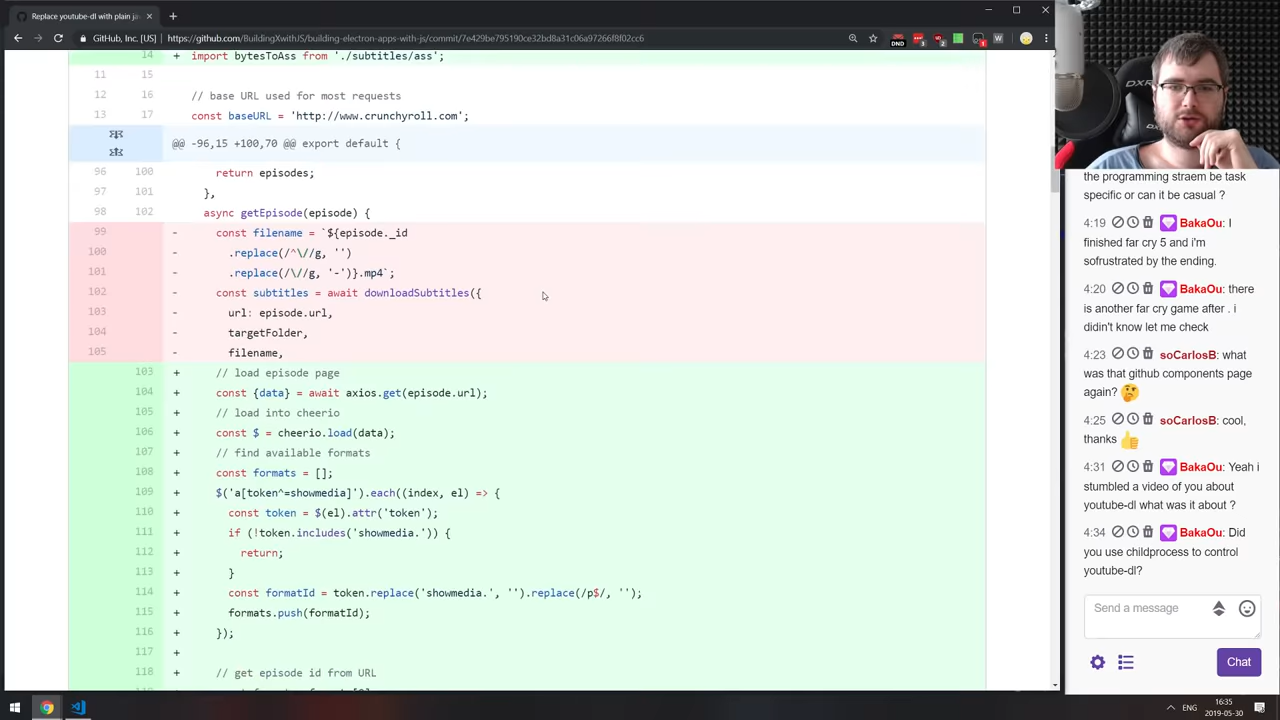 Replace youtube-dl with plain ja
GitHub, Inc. [US]
https://github.com/BuildingXwithJS/building-electron-apps-with-js/commit/7e429be795190ce32bd8a31c06a97266f8f02cc6
14 + import bytesToAss from './subtitles/ass';
11 15
12 16 // base URL used for most requests
13 17 const baseURL = 'http://www.crunchyroll.com';
@@ -96,15 +100,70 @@ export default {
96 100 return episodes;
97 101 },
98 102 async getEpisode(episode) {
99 - const filename = `${episode._id
100 - .replace(/^\//g, '')
101 - .replace(/\//g, '-')}.mp4`;
102 - const subtitles = await downloadSubtitles({
103 - url: episode.url,
104 - targetFolder,
105 - filename,
103 + // load episode page
104 + const {data} = await axios.get(episode.url);
105 + // load into cheerio
106 + const $ = cheerio.load(data);
107 + // find available formats
108 + const formats = [];
109 + $('a[token^=showmedia]').each((index, el) => {
110 + const token = $(el).attr('token');
111 + if (!token.includes('showmedia.')) {
112 + return;
113 + }
114 + const formatId = token.replace('showmedia.', '').replace(/p$/, '');
115 + formats.push(formatId);
116 + });
117 +
118 + // get episode id from URL
DXR
the programming straem be task
specific or can it be casual ?
4:19 BakaOu: I
finished far cry 5 and i'm
sofrustrated by the ending.
4:20 BakaOu: there
is another far cry game after . i
didin't know let me check
4:23 soCarlosB: what
was that github components page
again?
4:25 soCarlosB: cool,
thanks
4:31 BakaOu: Yeah i
stumbled a video of you about
youtube-dl what was it about ?
4:34 BakaOu: Did
you use childprocess to control
youtube-dl?
Send a message
Chat
ENG
16:35
2019-05-30